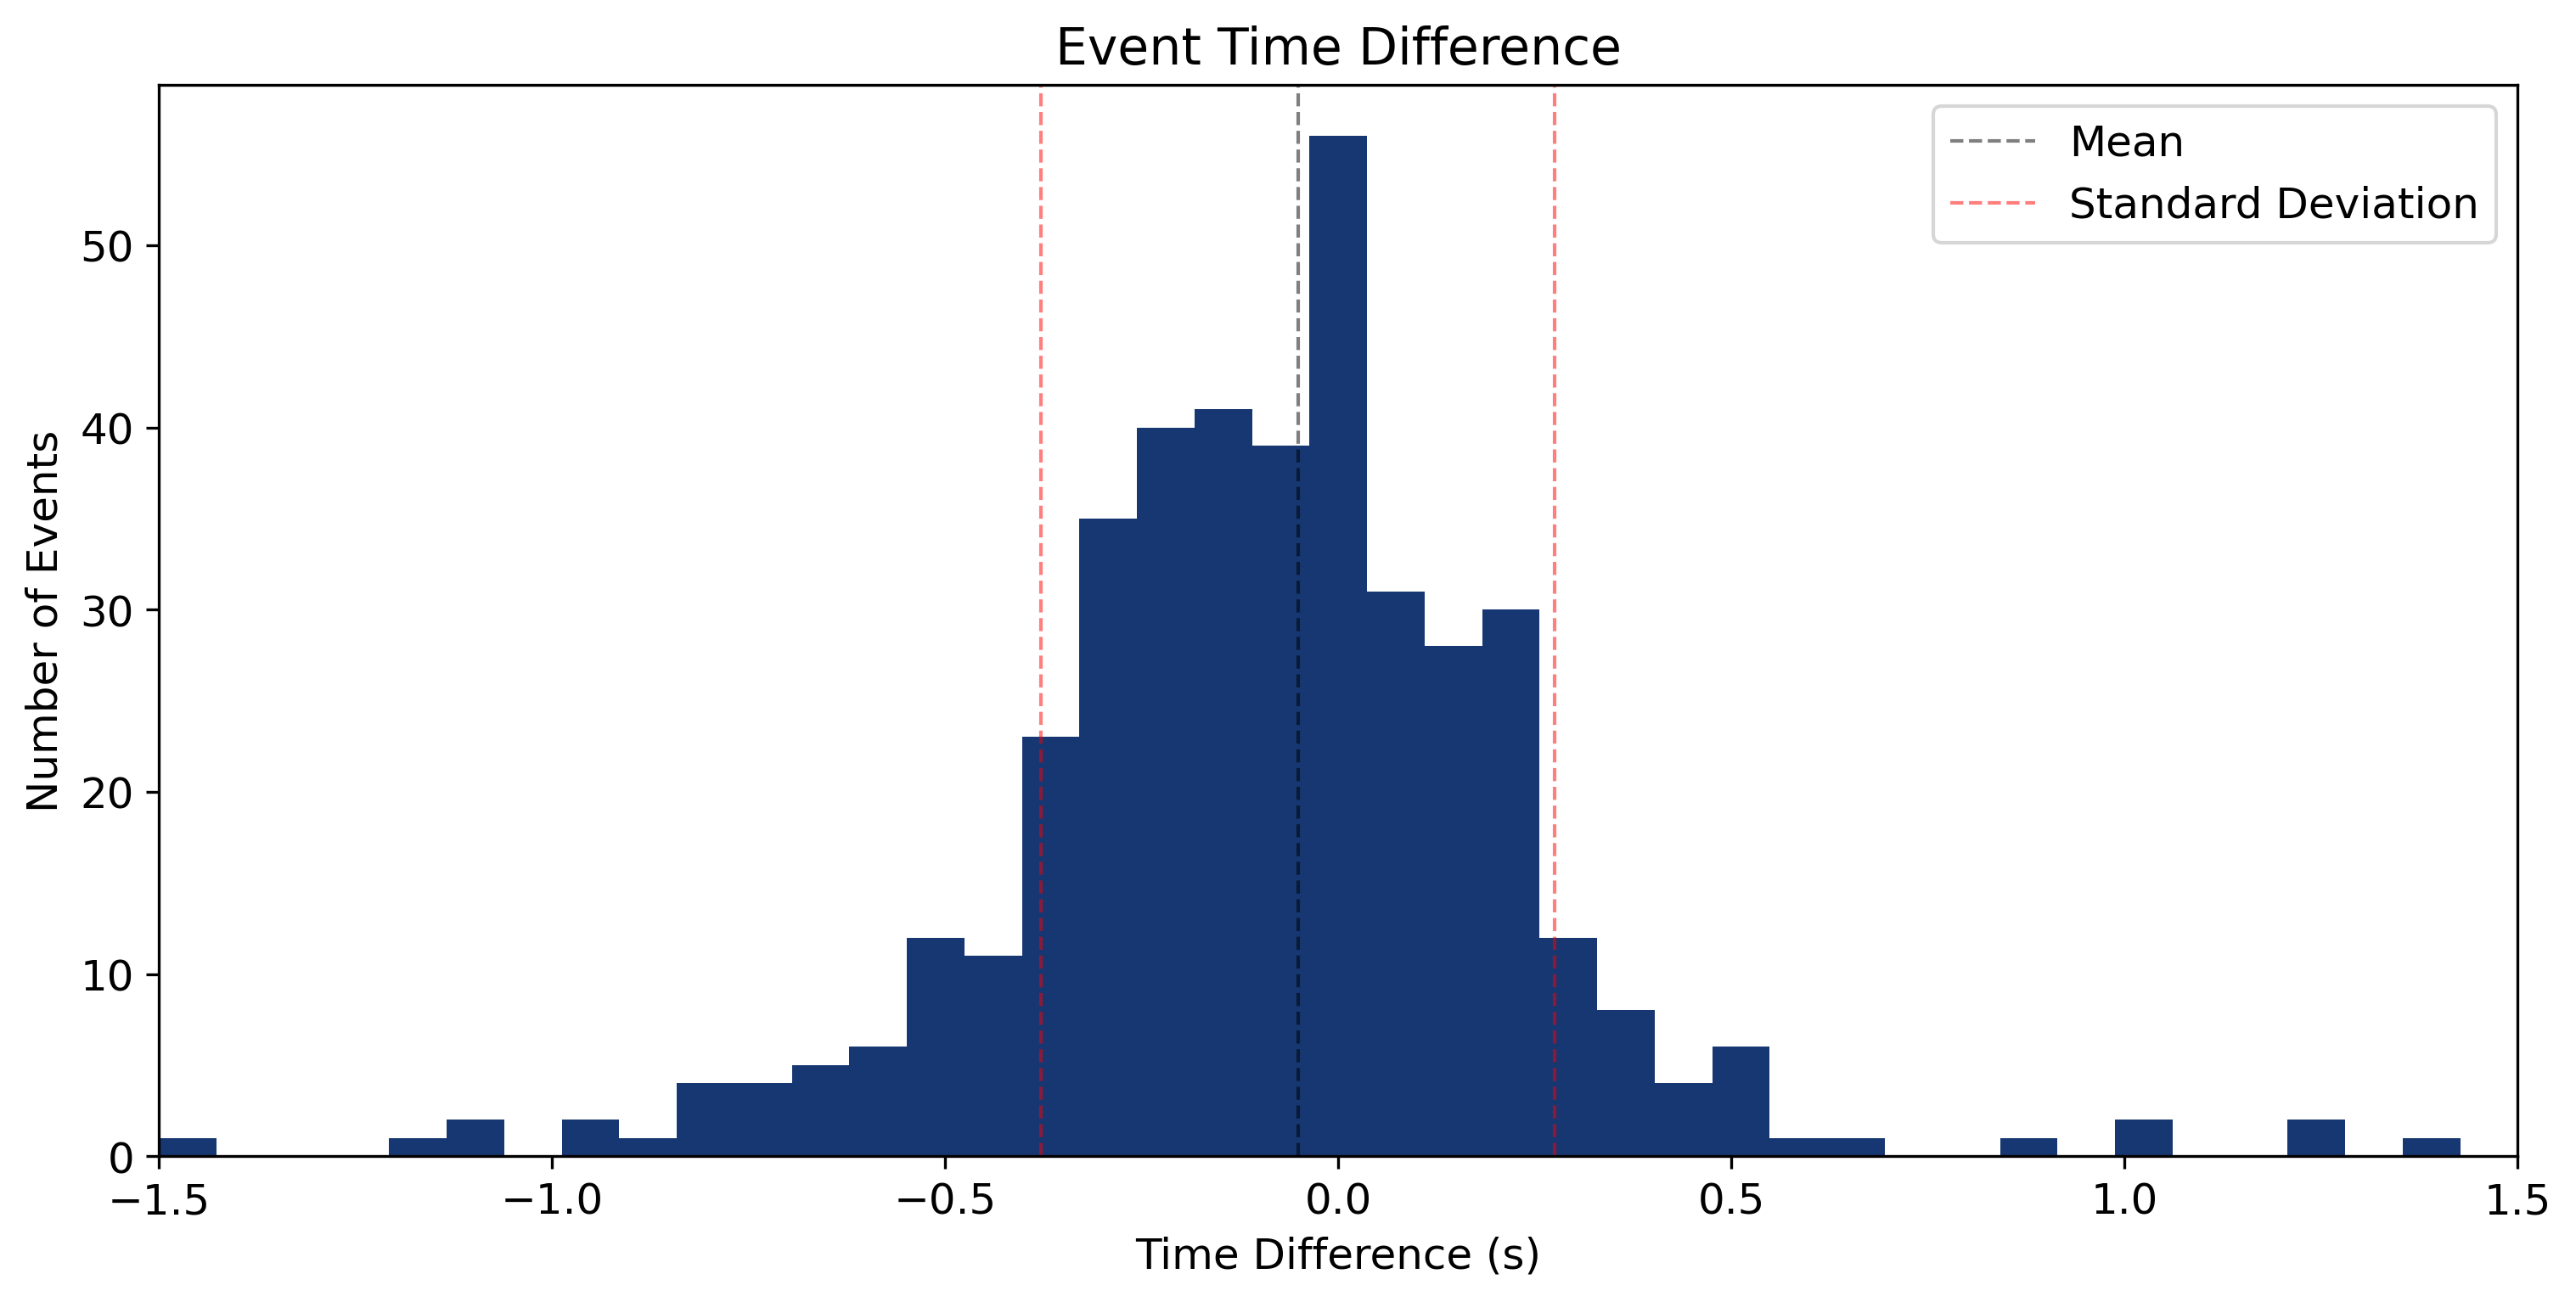 Event Time Difference
Mean
Standard Deviation
Number of Events
50
40
30
20
10
0
−1.5 −1.0 −0.5 0.0 0.5 1.0 1.5
Time Difference (s)